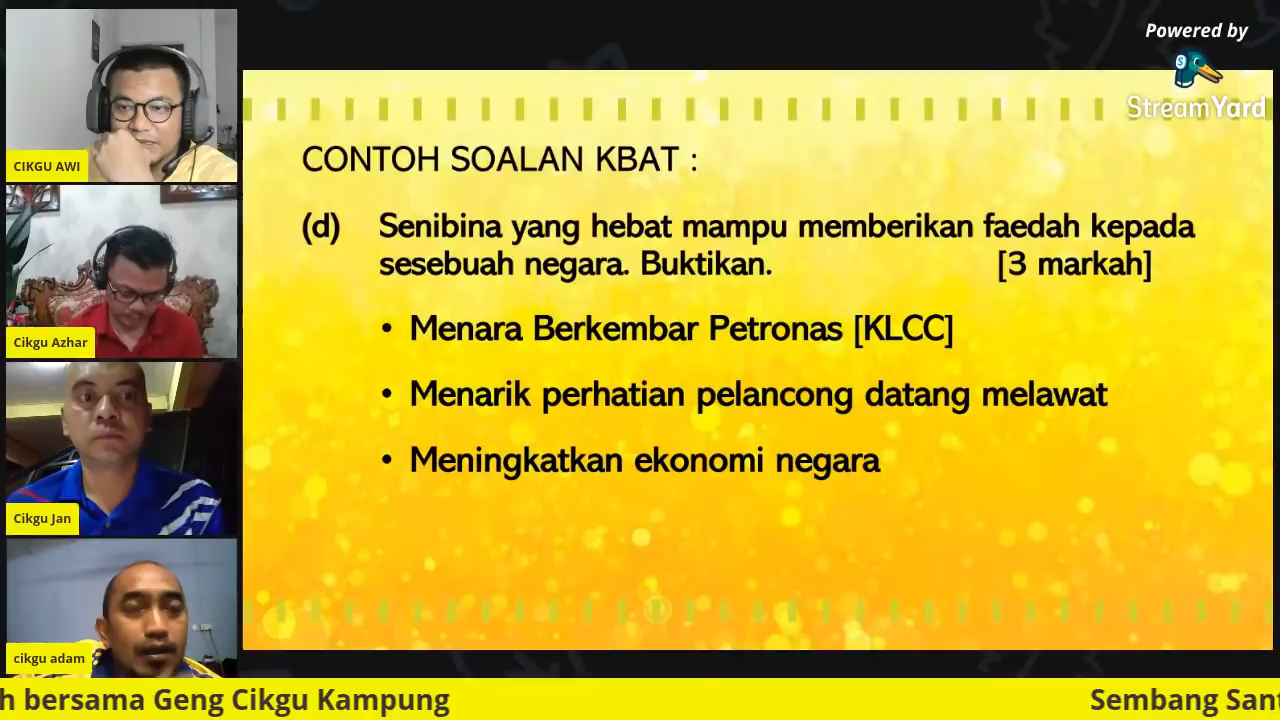 Powered by
StreamYard
CIKGU AWI
Cikgu Azhar
Cikgu Jan
cikgu adam
CONTOH SOALAN KBAT :
(d) Senibina yang hebat mampu memberikan faedah kepada
sesebuah negara. Buktikan. [3 markah]
• Menara Berkembar Petronas [KLCC]
• Menarik perhatian pelancong datang melawat
• Meningkatkan ekonomi negara
h bersama Geng Cikgu Kampung Sembang Sant